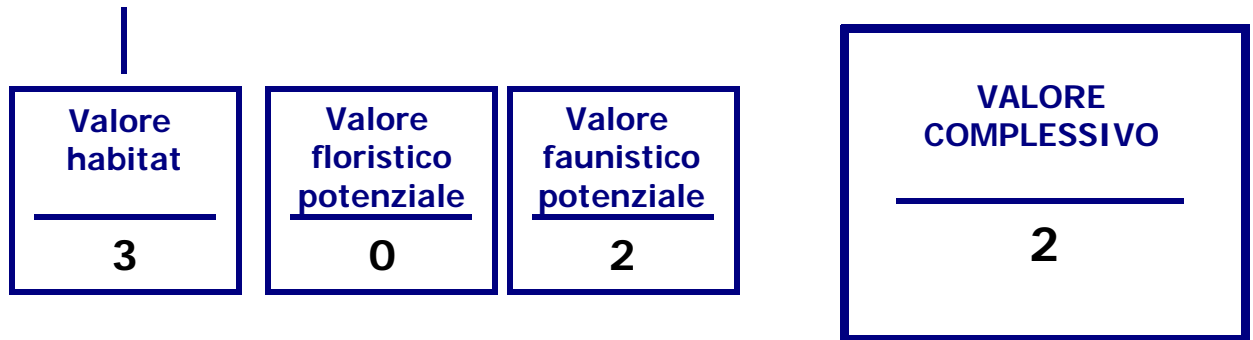 Valore
habitat
3
Valore
floristico
potenziale
0
Valore
faunistico
potenziale
2
VALORE
COMPLESSIVO
2